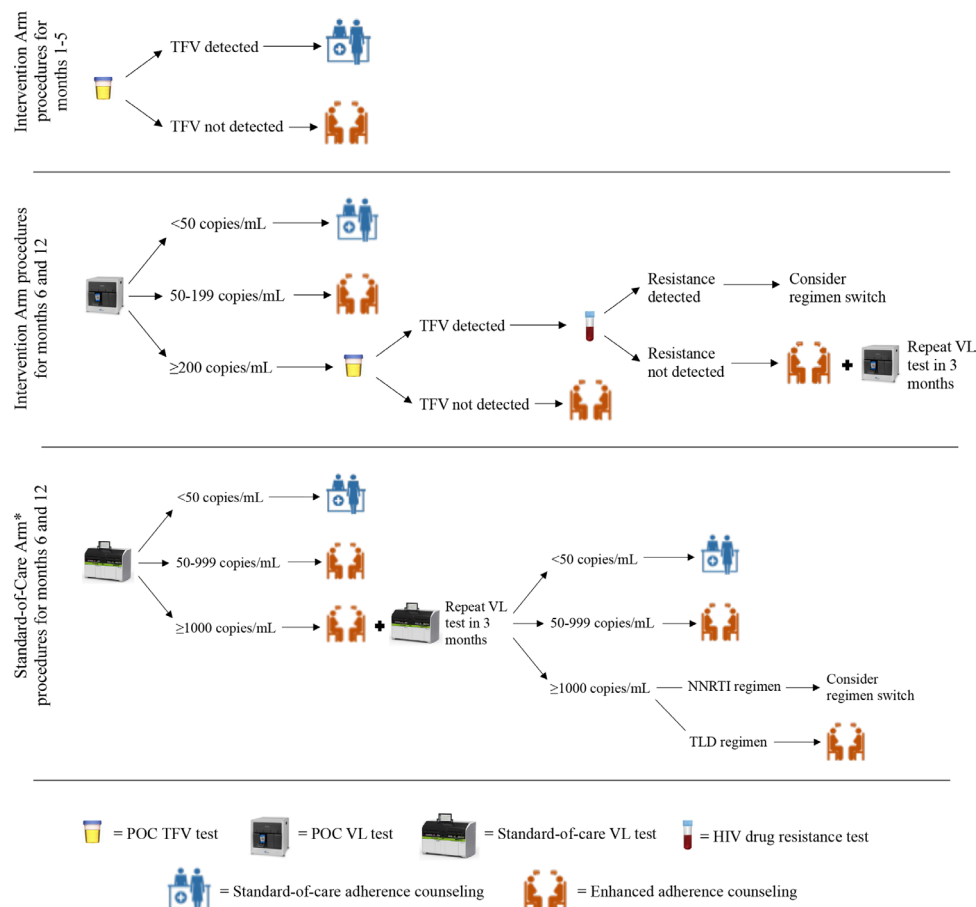 Intervention Arm
procedures for
months 1-5
TFV detected
TFV not detected
Intervention Arm procedures
for months 6 and 12
<50 copies/mL
50-199 copies/mL
≥200 copies/mL
TFV detected
TFV not detected
Resistance
detected
Consider
regimen switch
Resistance
not detected
Repeat VL
test in 3
months
Standard-of-Care Arm*
procedures for months 6 and 12
<50 copies/mL
50-999 copies/mL
≥1000 copies/mL
Repeat VL
test in 3
months
<50 copies/mL
50-999 copies/mL
≥1000 copies/mL
NNRTI regimen
Consider
regimen switch
TLD regimen
= POC TFV test
= POC VL test
= Standard-of-care VL test
= HIV drug resistance test
= Standard-of-care adherence counseling
= Enhanced adherence counseling